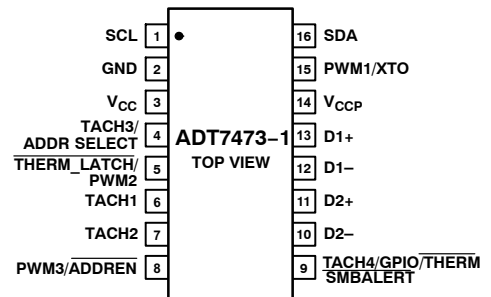 SCL 1 16 SDA
GND 2 15 PWM1/XTO
VCC 3 14 VCCP
TACH3/
ADDR SELECT 4 ADT7473–1 13 D1+
TOP VIEW
THERM_LATCH/
PWM2 5 12 D1–
TACH1 6 11 D2+
TACH2 7 10 D2–
PWM3/ADDREN 8 9 TACH4/GPIO/THERM
SMBALERT